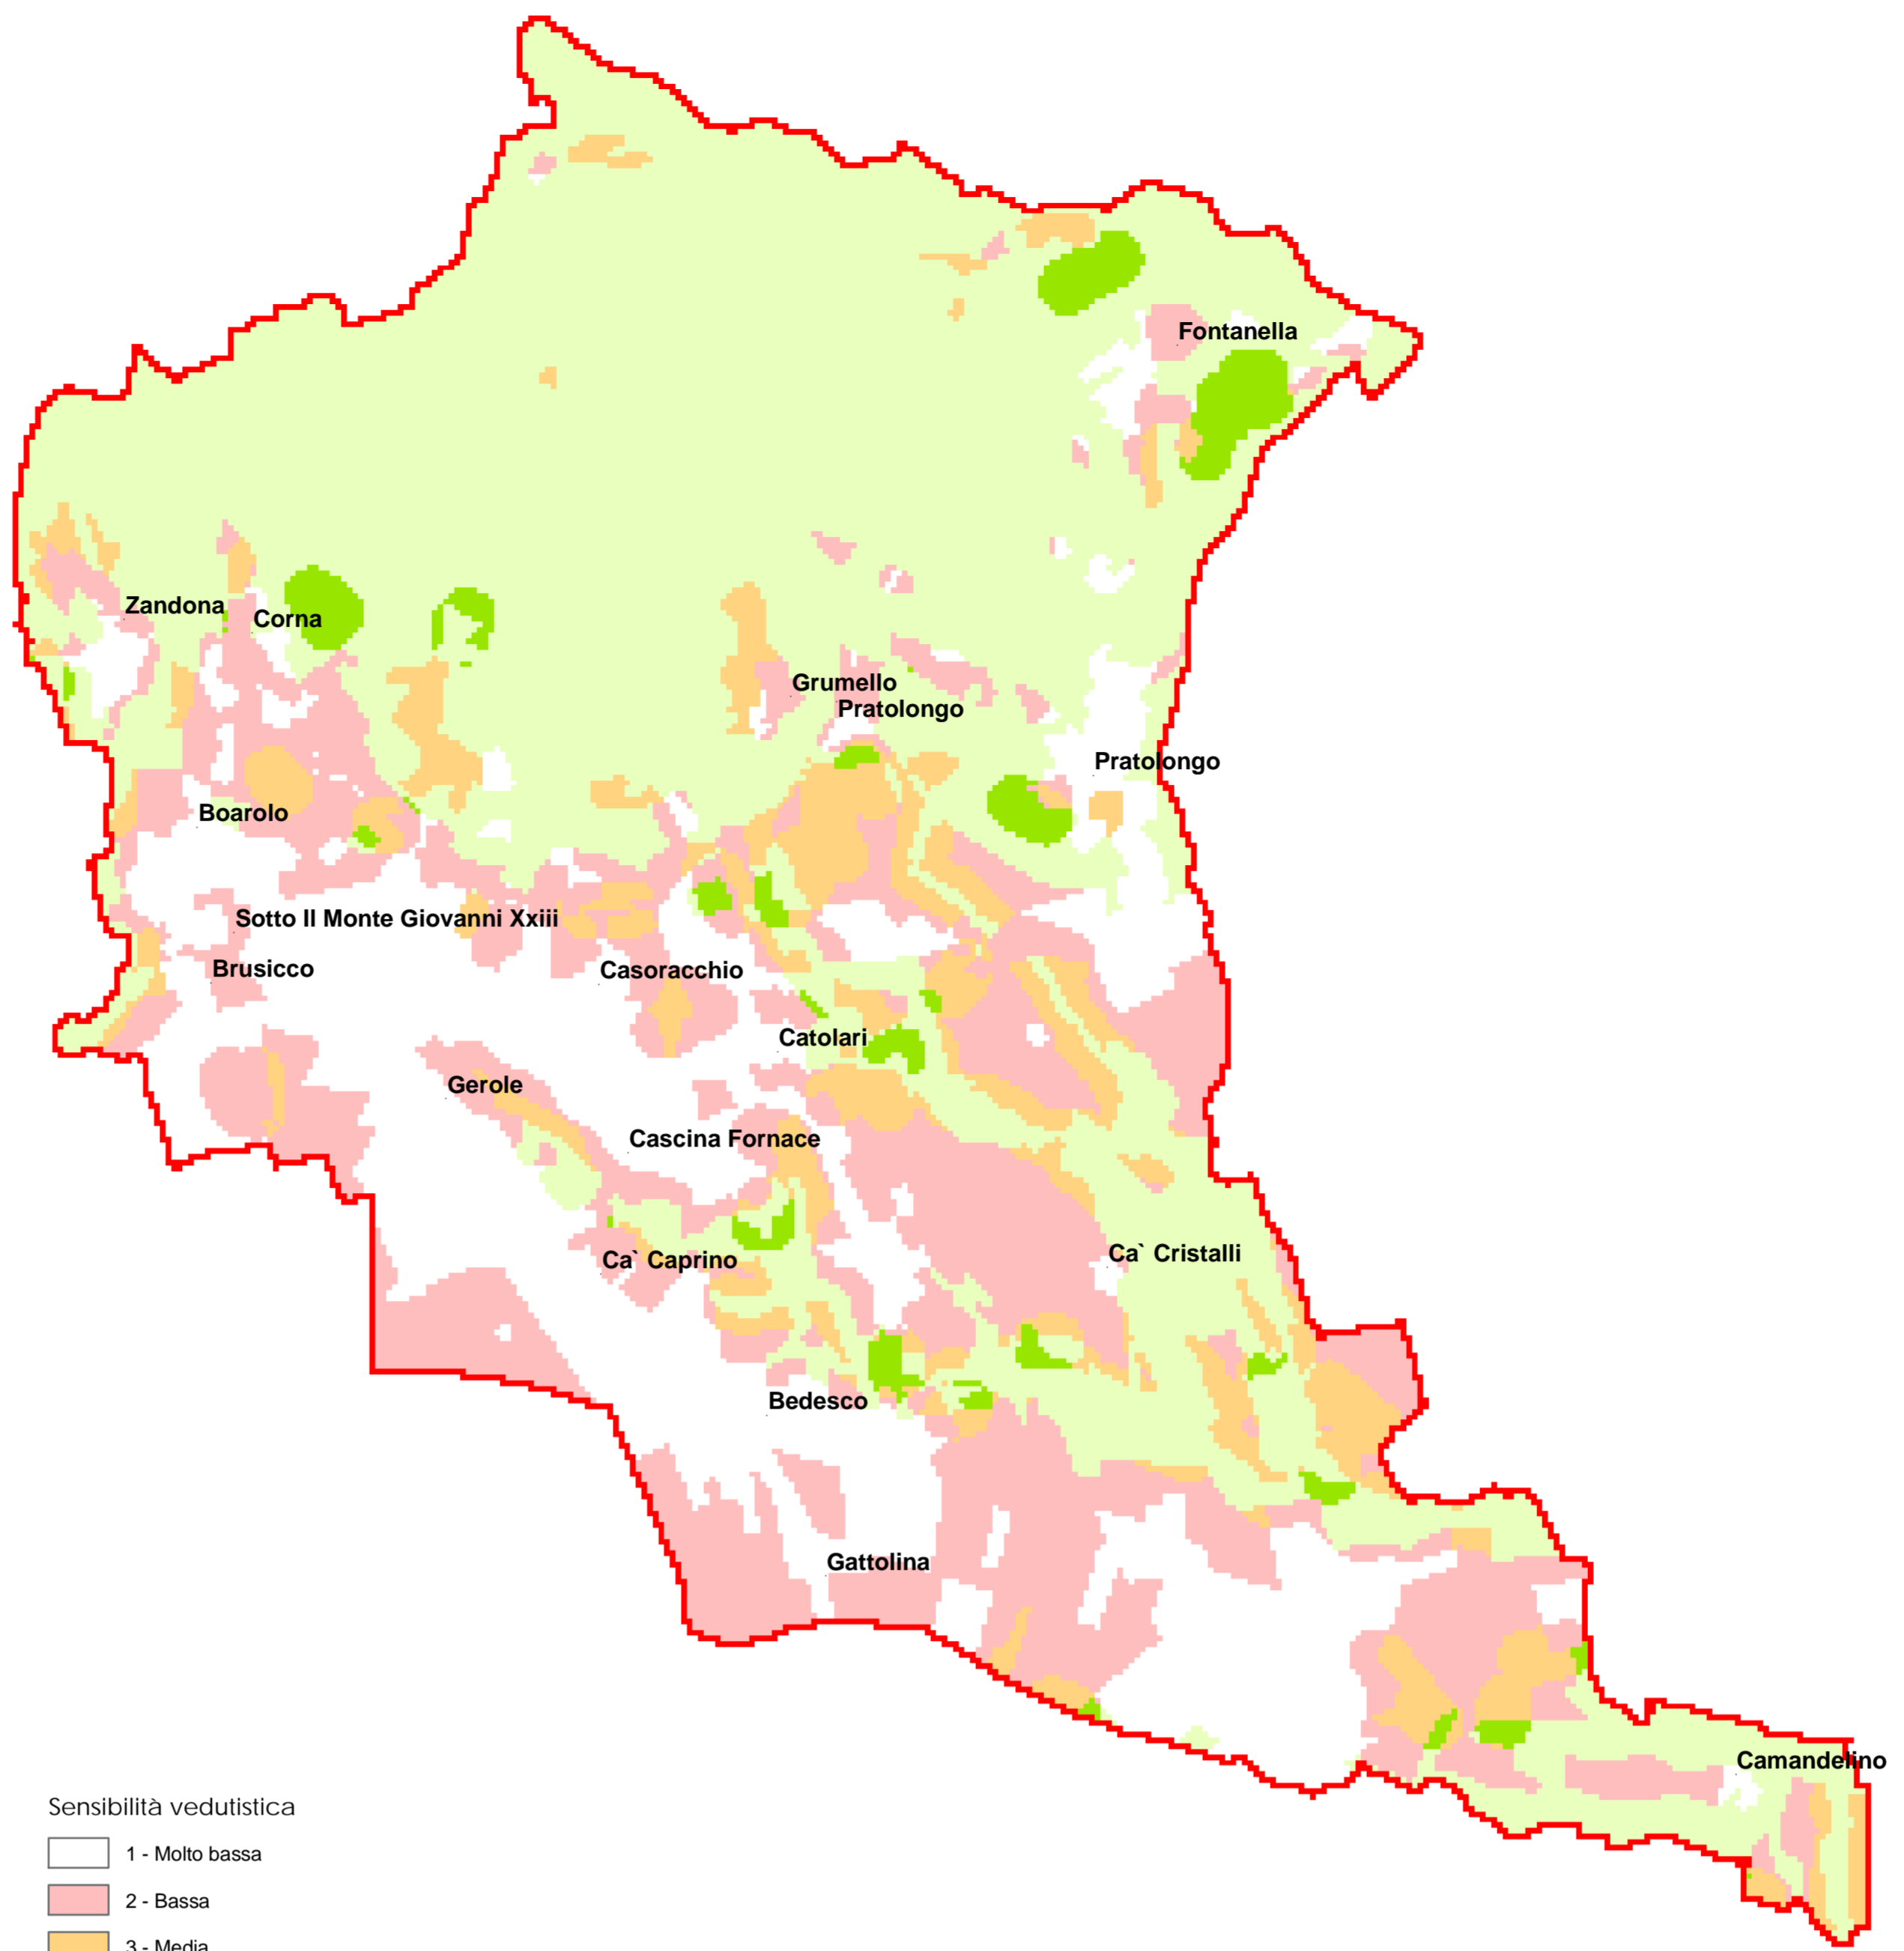 Fontanella
Zandona
Corna
Grumello
Pratolongo
Pratolongo
Boarolo
Sotto Il Monte Giovanni Xxiii
Brusicco
Casoracchio
Catolari
Gerole
Cascina Fornace
Ca` Caprino
Ca` Cristalli
Bedesco
Gattolina
Camandelino
Sensibilità vedutistica
1 - Molto bassa
2 - Bassa
3 - Media